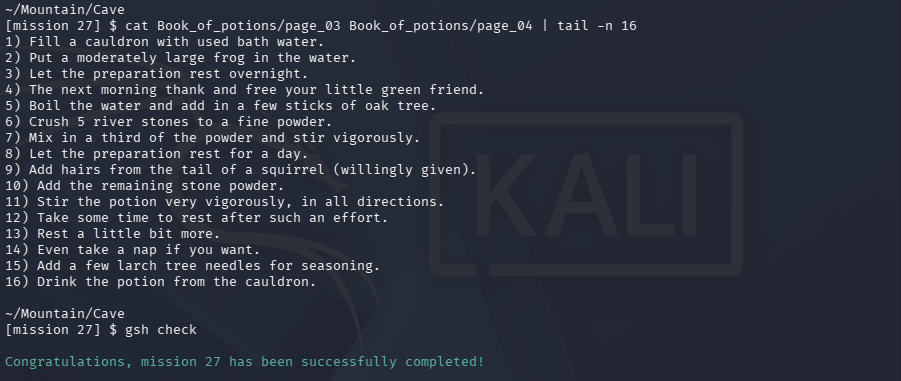 ~/Mountain/Cave
[mission 27] $ cat Book_of_potions/page_03 Book_of_potions/page_04 | tail -n 16
1) Fill a cauldron with used bath water.
2) Put a moderately large frog in the water.
3) Let the preparation rest overnight.
4) The next morning thank and free your little green friend.
5) Boil the water and add in a few sticks of oak tree.
6) Crush 5 river stones to a fine powder.
7) Mix in a third of the powder and stir vigorously.
8) Let the preparation rest for a day.
9) Add hairs from the tail of a squirrel (willingly given).
10) Add the remaining stone powder.
11) Stir the potion very vigorously, in all directions.
12) Take some time to rest after such an effort.
13) Rest a little bit more.
14) Even take a nap if you want.
15) Add a few larch tree needles for seasoning.
16) Drink the potion from the cauldron.
~/Mountain/Cave
[mission 27] $ gsh check
Congratulations, mission 27 has been successfully completed!
KALI